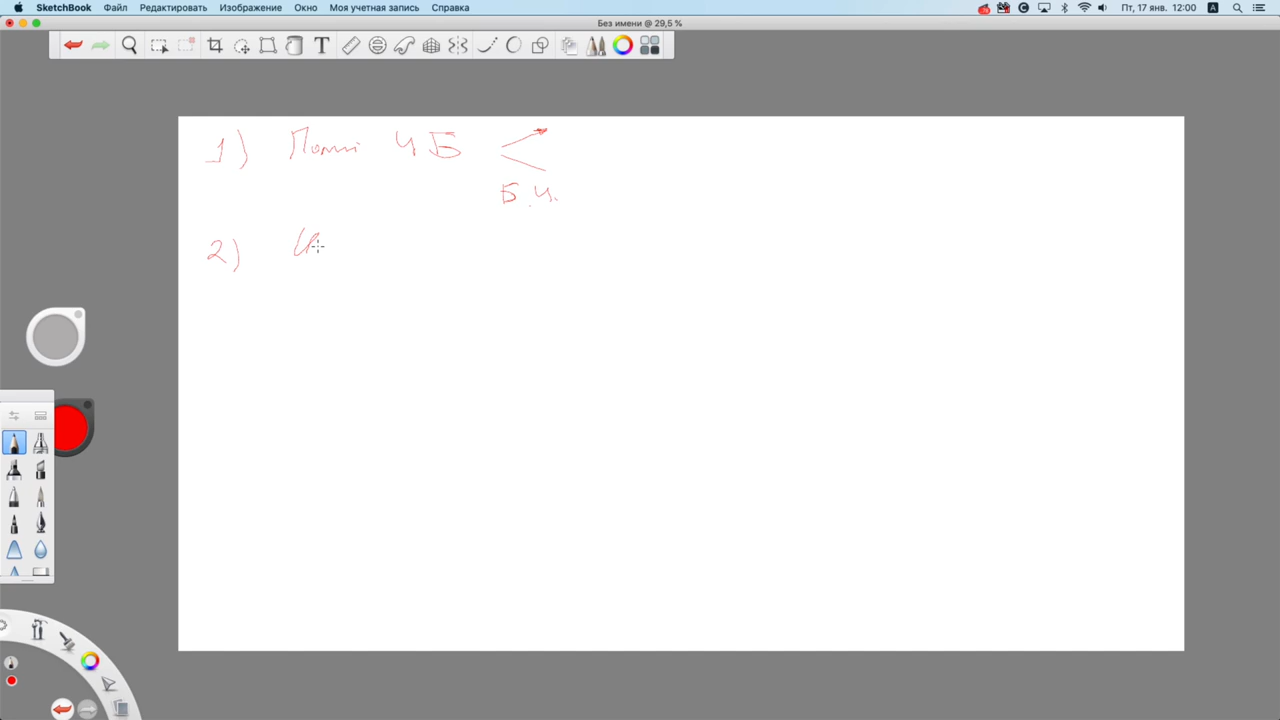 SketchBook Файл Редактировать Изображение Окно Моя учетная запись Справка Пт, 17 янв. 12:00 A
Без имени @ 29,5 %
1) ЧБ
Б.ч.
2)